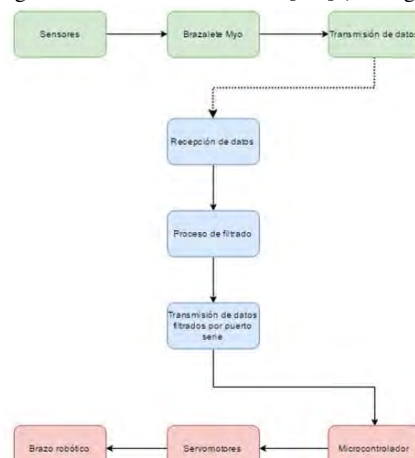 Sensores
Brazalete Myo
Transmisión de datos
Recepción de datos
Proceso de filtrado
Transmisión de datos
filtrados por puerto
serie
Microcontrolador
Servomotores
Brazo robótico